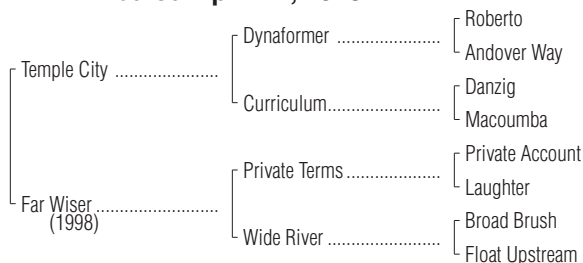 Roberto
Dynaformer ........................
Andover Way
Temple City ........................
Danzig
Curriculum..........................
Macoumba
Private Account
Private Terms ......................
Laughter
Far Wiser ............................
(1998)
Broad Brush
Wide River ..........................
Float Upstream